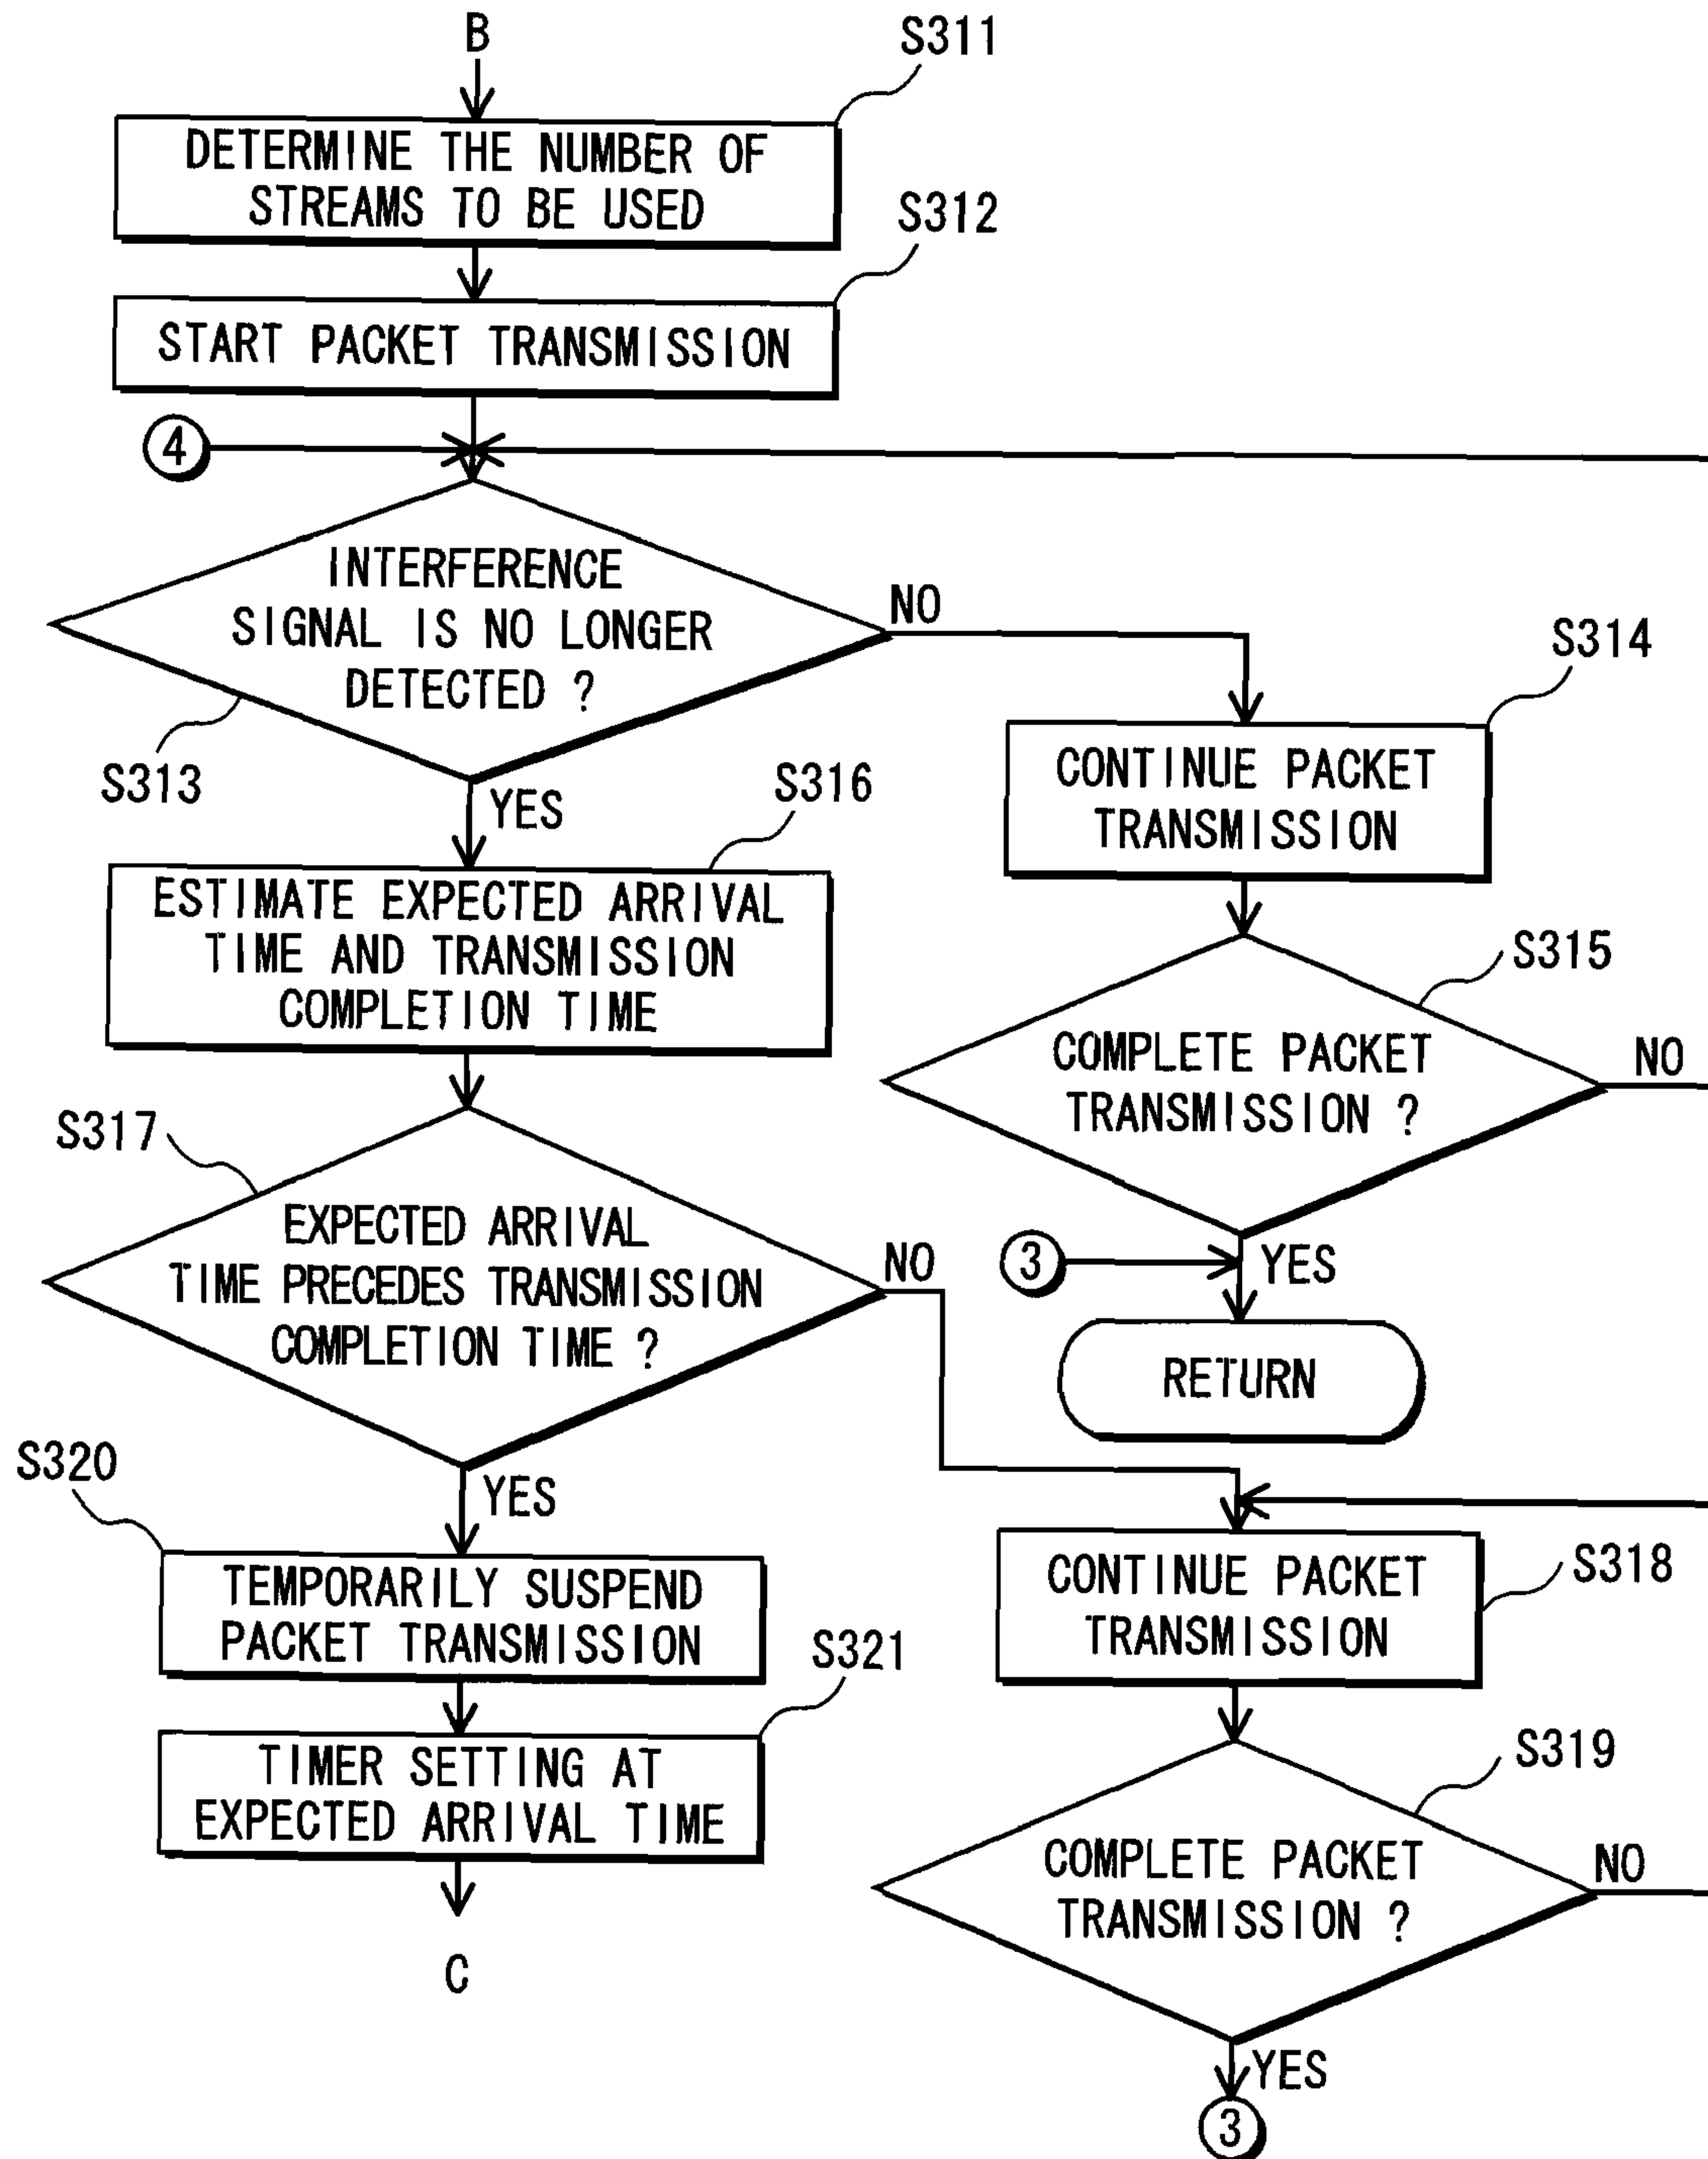 B
S311
DETERMINE THE NUMBER OF
STREAMS TO BE USED
S312
START PACKET TRANSMISSION
4
INTERFERENCE
SIGNAL IS NO LONGER
DETECTED ?
NO
S313
YES
S314
CONTINUE PACKET
TRANSMISSION
S316
ESTIMATE EXPECTED ARRIVAL
TIME AND TRANSMISSION
COMPLETION TIME
S315
COMPLETE PACKET
TRANSMISSION ?
NO
S317
EXPECTED ARRIVAL
TIME PRECEDES TRANSMISSION
COMPLETION TIME ?
NO
3
YES
RETURN
S320
YES
TEMPORARILY SUSPEND
PACKET TRANSMISSION
S318
CONTINUE PACKET
TRANSMISSION
S321
TIMER SETTING AT
EXPECTED ARRIVAL TIME
C
S319
COMPLETE PACKET
TRANSMISSION ?
NO
YES
3